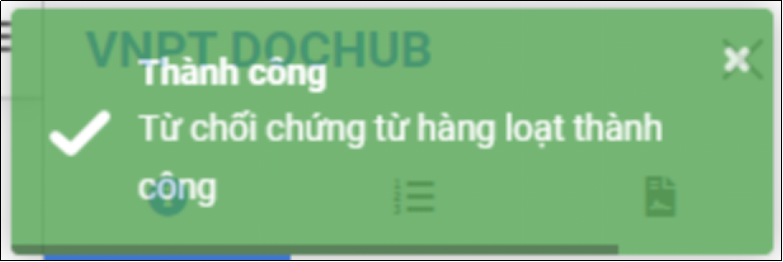 VNPT DOCHUB
Thành công
Từ chối chứng từ hàng loạt thành
công